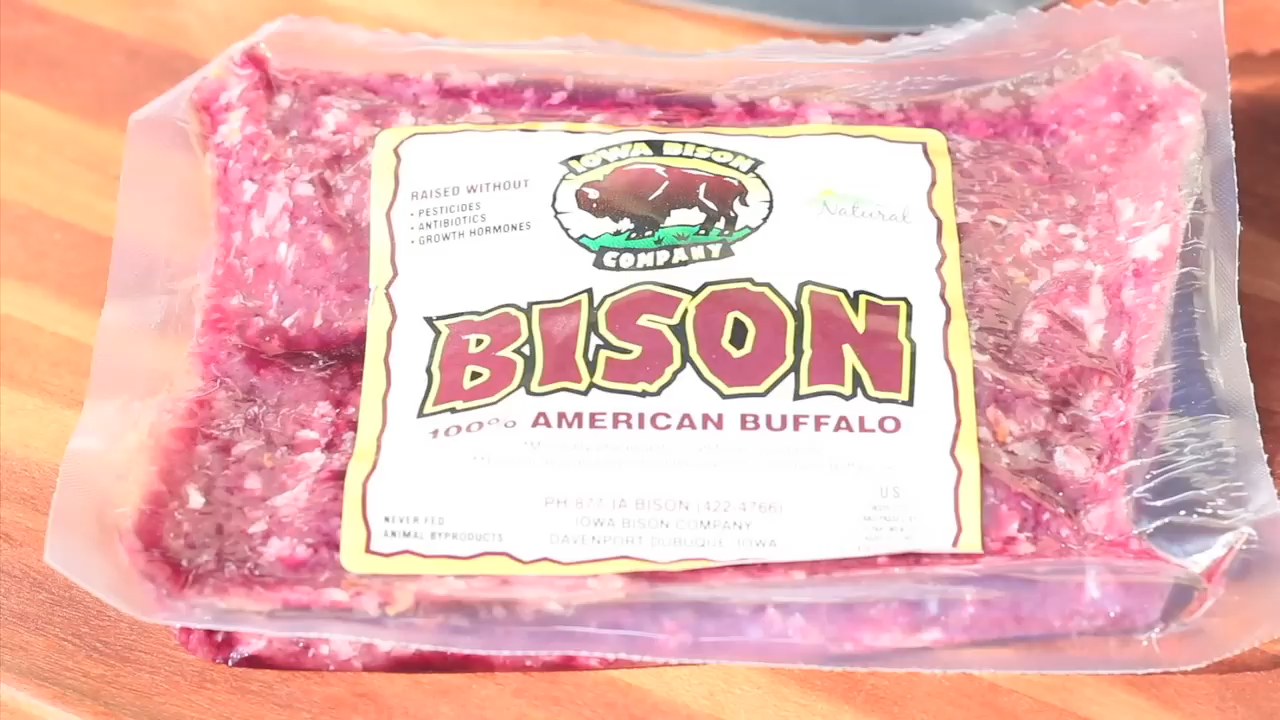 IOWA BISON
COMPANY
RAISED WITHOUT
• PESTICIDES
• ANTIBIOTICS
• GROWTH HORMONES
Natural
BISON
100% AMERICAN BUFFALO
PH 877-IA BISON (422-4766)
IOWA BISON COMPANY
DAVENPORT DUBUQUE, IOWA
NEVER FED
ANIMAL BYPRODUCTS
US